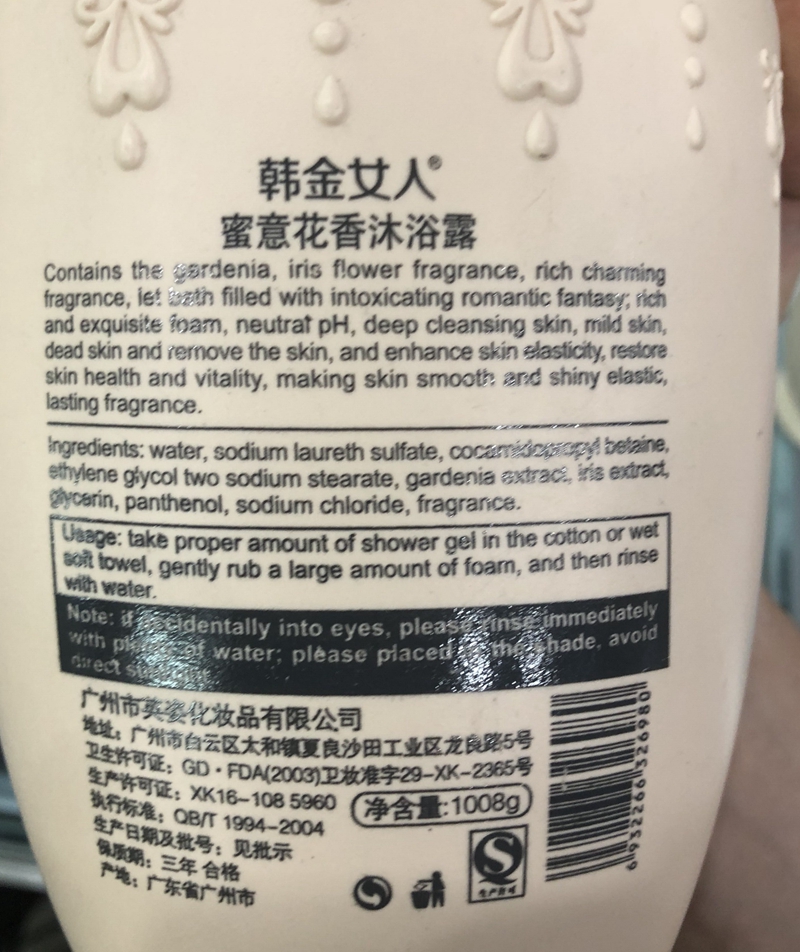 韩金女人®
蜜意花香沐浴露
Contains the gardenia, iris flower fragrance, rich charming
fragrance, let bath filled with intoxicating romantic fantasy; rich
and exquisite foam, neutrat pH, deep cleansing skin, mild skin,
dead skin and remove the skin, and enhance skin elasticity, restore
skin health and vitality, making skin smooth and shiny elastic,
lasting fragrance.
Ingredients: water, sodium laureth sulfate, cocamidopropyl betaine,
ethylene glycol two sodium stearate, gardenia extract, iris extract,
glycerin, panthenol, sodium chloride, fragrance.
Usage: take proper amount of shower gel in the cotton or wet
soft towel, gently rub a large amount of foam, and then rinse
with water.
Note: if accidentally into eyes, please rinse immediately
with plenty of water; please placed in the shade, avoid
direct
广州市英姿化妆品有限公司
地址：广州市白云区太和镇夏良沙田工业区龙良路5号
卫生许可证：GD·FDA(2003)卫妆准字29-XK-2365号
生产许可证：XK16-108 5960
净含量:1008g
执行标准：QB/T 1994-2004
生产日期及批号：见批示
保质期：三年 合格
产地：广东省广州市
生产许可
6932266326980